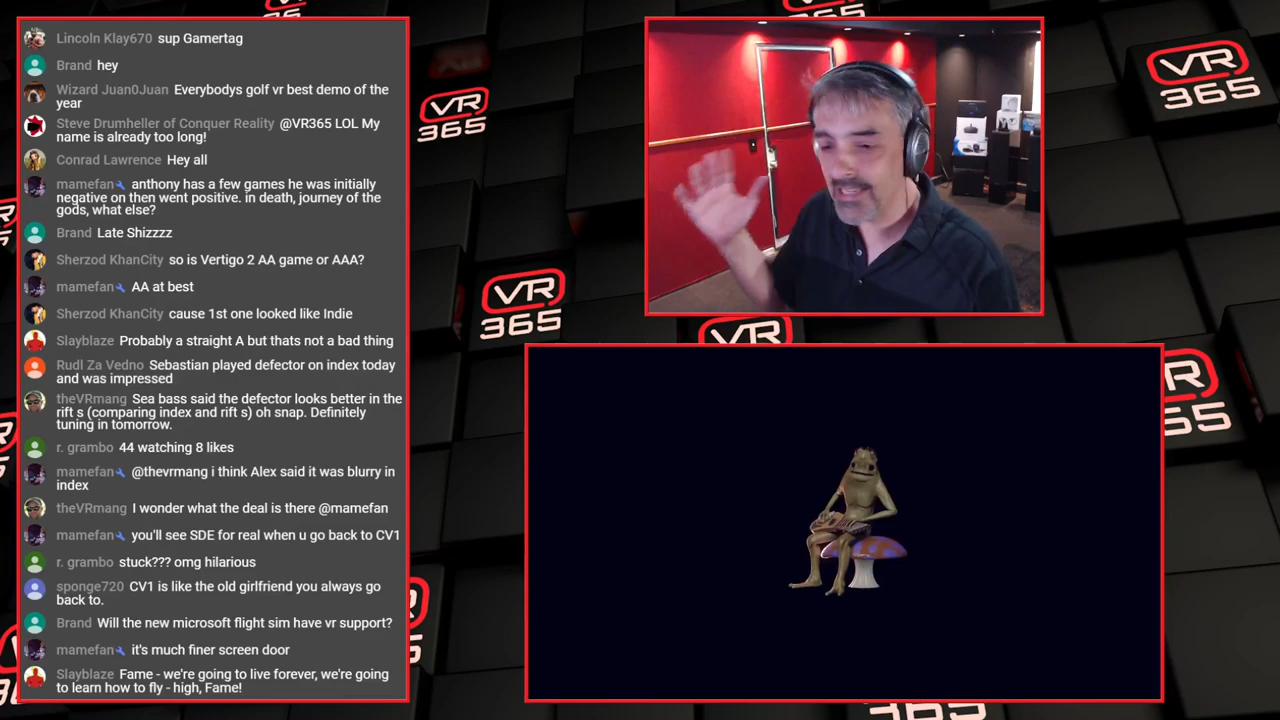 Lincoln Klay670 sup Gamertag
Brand hey
Wizard Juan0Juan Everybodys golf vr best demo of the
year
Steve Drumheller of Conquer Reality @VR365 LOL My
name is already too long!
Conrad Lawrence Hey all
mamefan anthony has a few games he was initially
negative on then went positive. in death, journey of the
gods, what else?
Brand Late Shizzzz
Sherzod KhanCity so is Vertigo 2 AA game or AAA?
mamefan AA at best
Sherzod KhanCity cause 1st one looked like Indie
Slayblaze Probably a straight A but thats not a bad thing
Rudl Za Vedno Sebastian played defector on index today
and was impressed
theVRmang Sea bass said the defector looks better in the
rift s (comparing index and rift s) oh snap. Definitely
tuning in tomorrow.
r. grambo 44 watching 8 likes
mamefan @thevrmang i think Alex said it was blurry in
index
theVRmang I wonder what the deal is there @mamefan
mamefan you'll see SDE for real when u go back to CV1
r. grambo stuck??? omg hilarious
sponge720 CV1 is like the old girlfriend you always go
back to.
Brand Will the new microsoft flight sim have vr support?
mamefan it's much finer screen door
Slayblaze Fame - we're going to live forever, we're going
to learn how to fly - high, Fame!
VR
365
VR
365
VR
365
VR
R
65
365